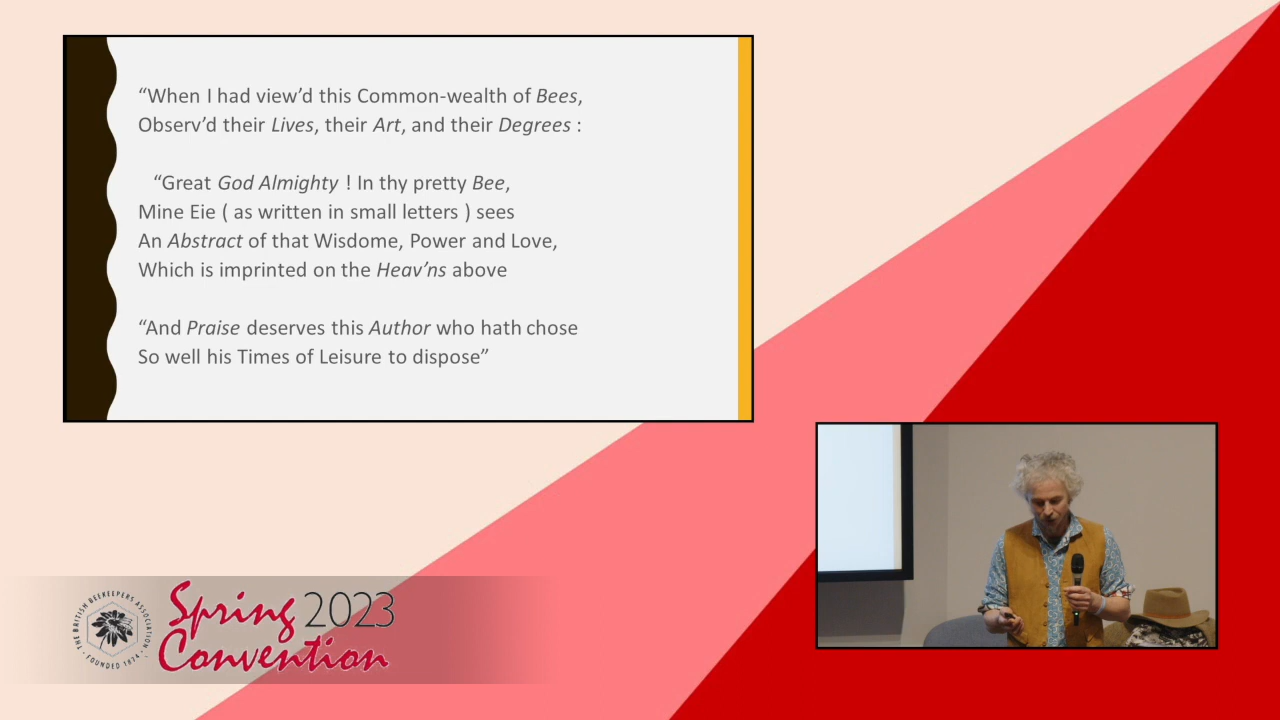 “When I had view’d this Common-wealth of Bees,
Observ’d their Lives, their Art, and their Degrees :
“Great God Almighty ! In thy pretty Bee,
Mine Eie ( as written in small letters ) sees
An Abstract of that Wisdome, Power and Love,
Which is imprinted on the Heav’ns above
“And Praise deserves this Author who hath chose
So well his Times of Leisure to dispose”
THE BRITISH BEEKEEPERS ASSOCIATION
· FOUNDED 1874 ·
Spring 2023
Convention